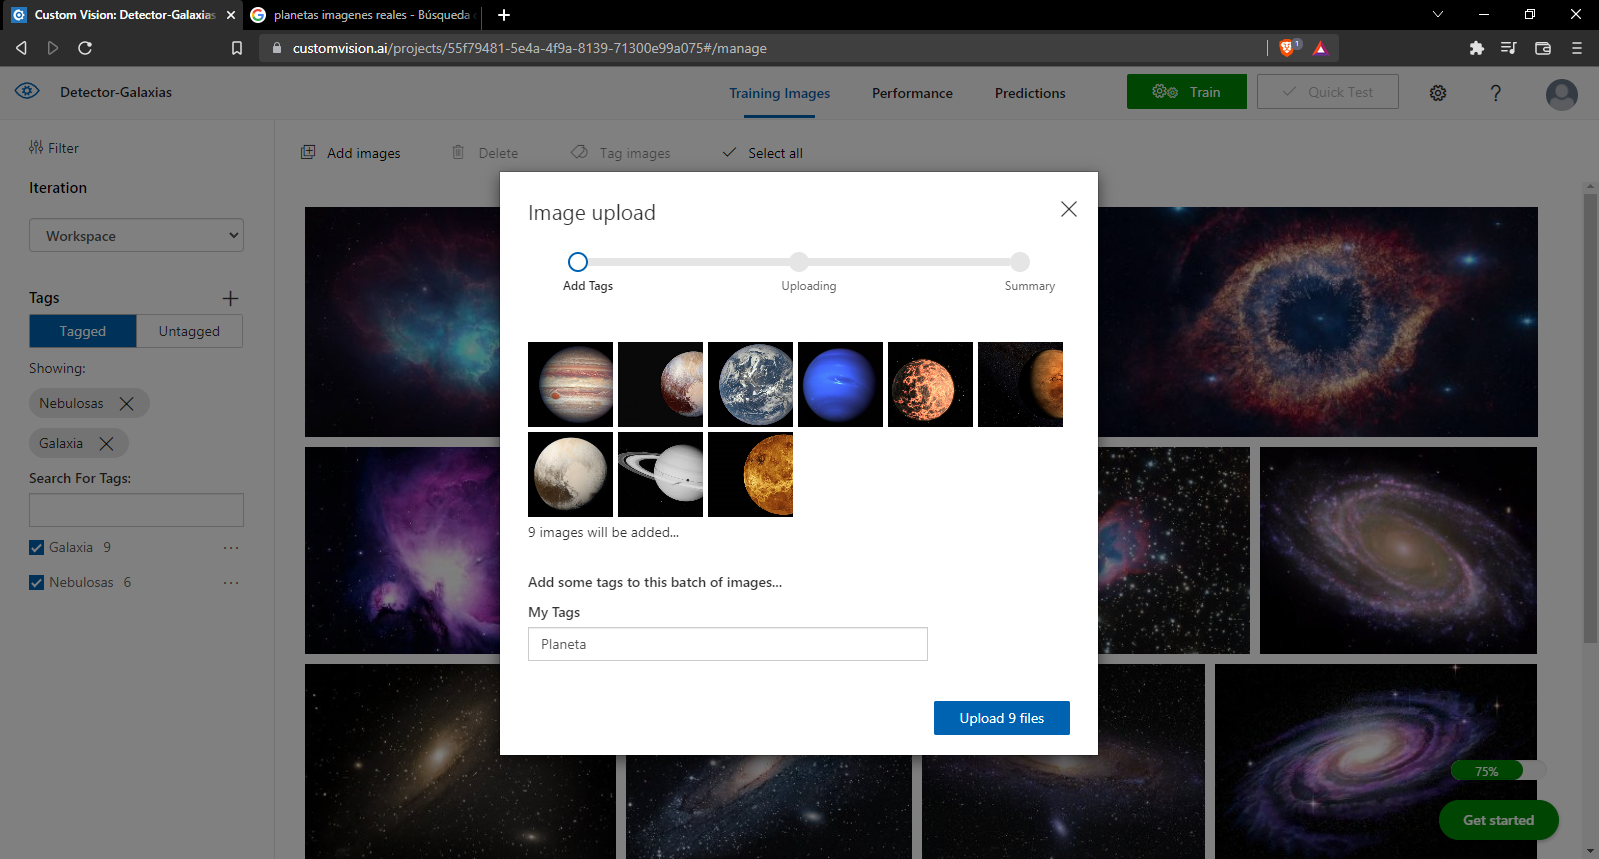 Custom Vision: Detector-Galaxias
planetas imagenes reales - Búsqueda
customvision.ai/projects/55f79481-5e4a-4f9a-8139-71300e99a075#/manage
1
Detector-Galaxias
Training Images
Performance
Predictions
Train
Quick Test
?
Filter
Add images
Delete
Tag images
Select all
Iteration
Workspace
Tags
Tagged
Untagged
Showing:
Nebulosas
Galaxia
Search For Tags:
Galaxia 9
Nebulosas 6
Image upload
Add Tags
Uploading
Summary
9 images will be added...
Add some tags to this batch of images...
My Tags
Planeta
Upload 9 files
75%
Get started